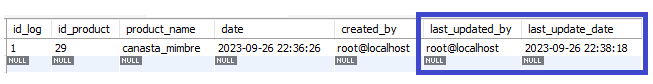 id_log id_product product_name date created_by last_updated_by last_update_date
1 29 canasta_mimbre 2023-09-26 22:36:26 root@localhost root@localhost 2023-09-26 22:38:18
NULL NULL NULL NULL NULL NULL NULL